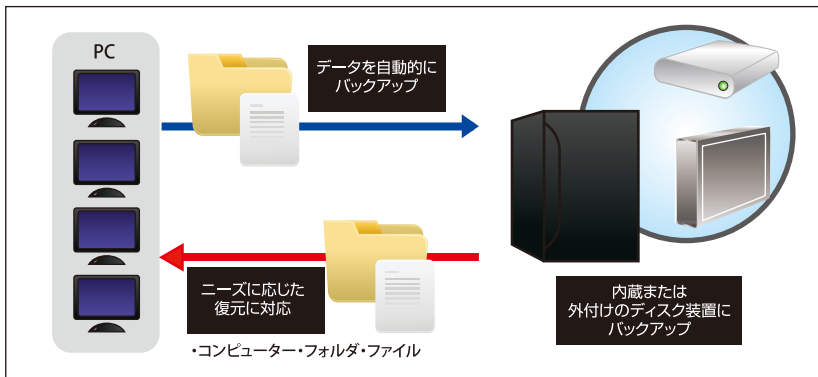 PC
データを自動的に
バックアップ
ニーズに応じた
復元に対応
・コンピューター・フォルダ・ファイル
内蔵または
外付けのディスク装置に
バックアップ